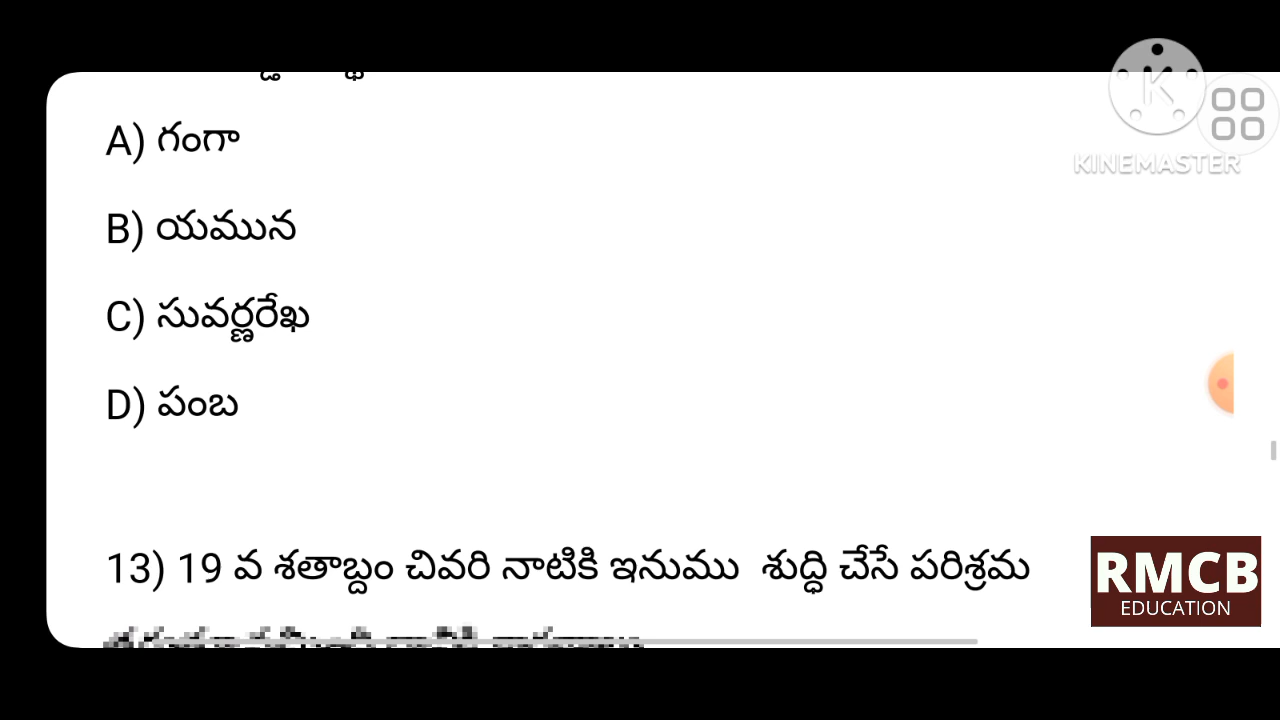 KINEMASTER
A) గంగా
B) యమున
C) సువర్ణరేఖ
D) పంబ
13) 19 వ శతాబ్దం చివరి నాటికి ఇనుము శుద్ధి చేసే పరిశ్రమ
RMCB
EDUCATION